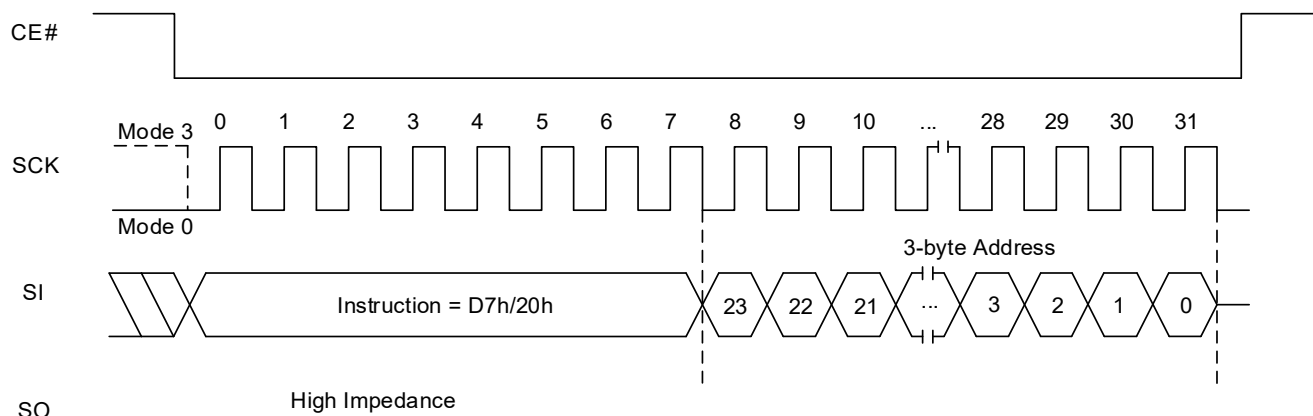 CE#
Mode 3
0 1 2 3 4 5 6 7 8 9 10 ... 28 29 30 31
SCK
Mode 0
3-byte Address
SI
Instruction = D7h/20h
23 22 21 ... 3 2 1 0
High Impedance
SO